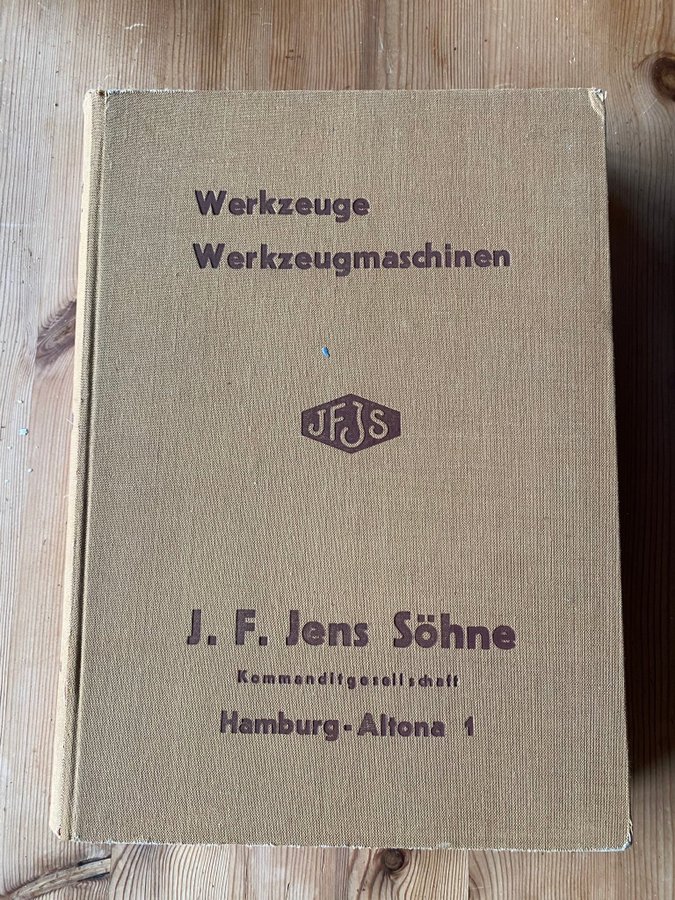 Werkzeuge
Werkzeugmaschinen
JFJS
J. F. Jens Söhne
Kommanditgesellschaft
Hamburg-Altona 1